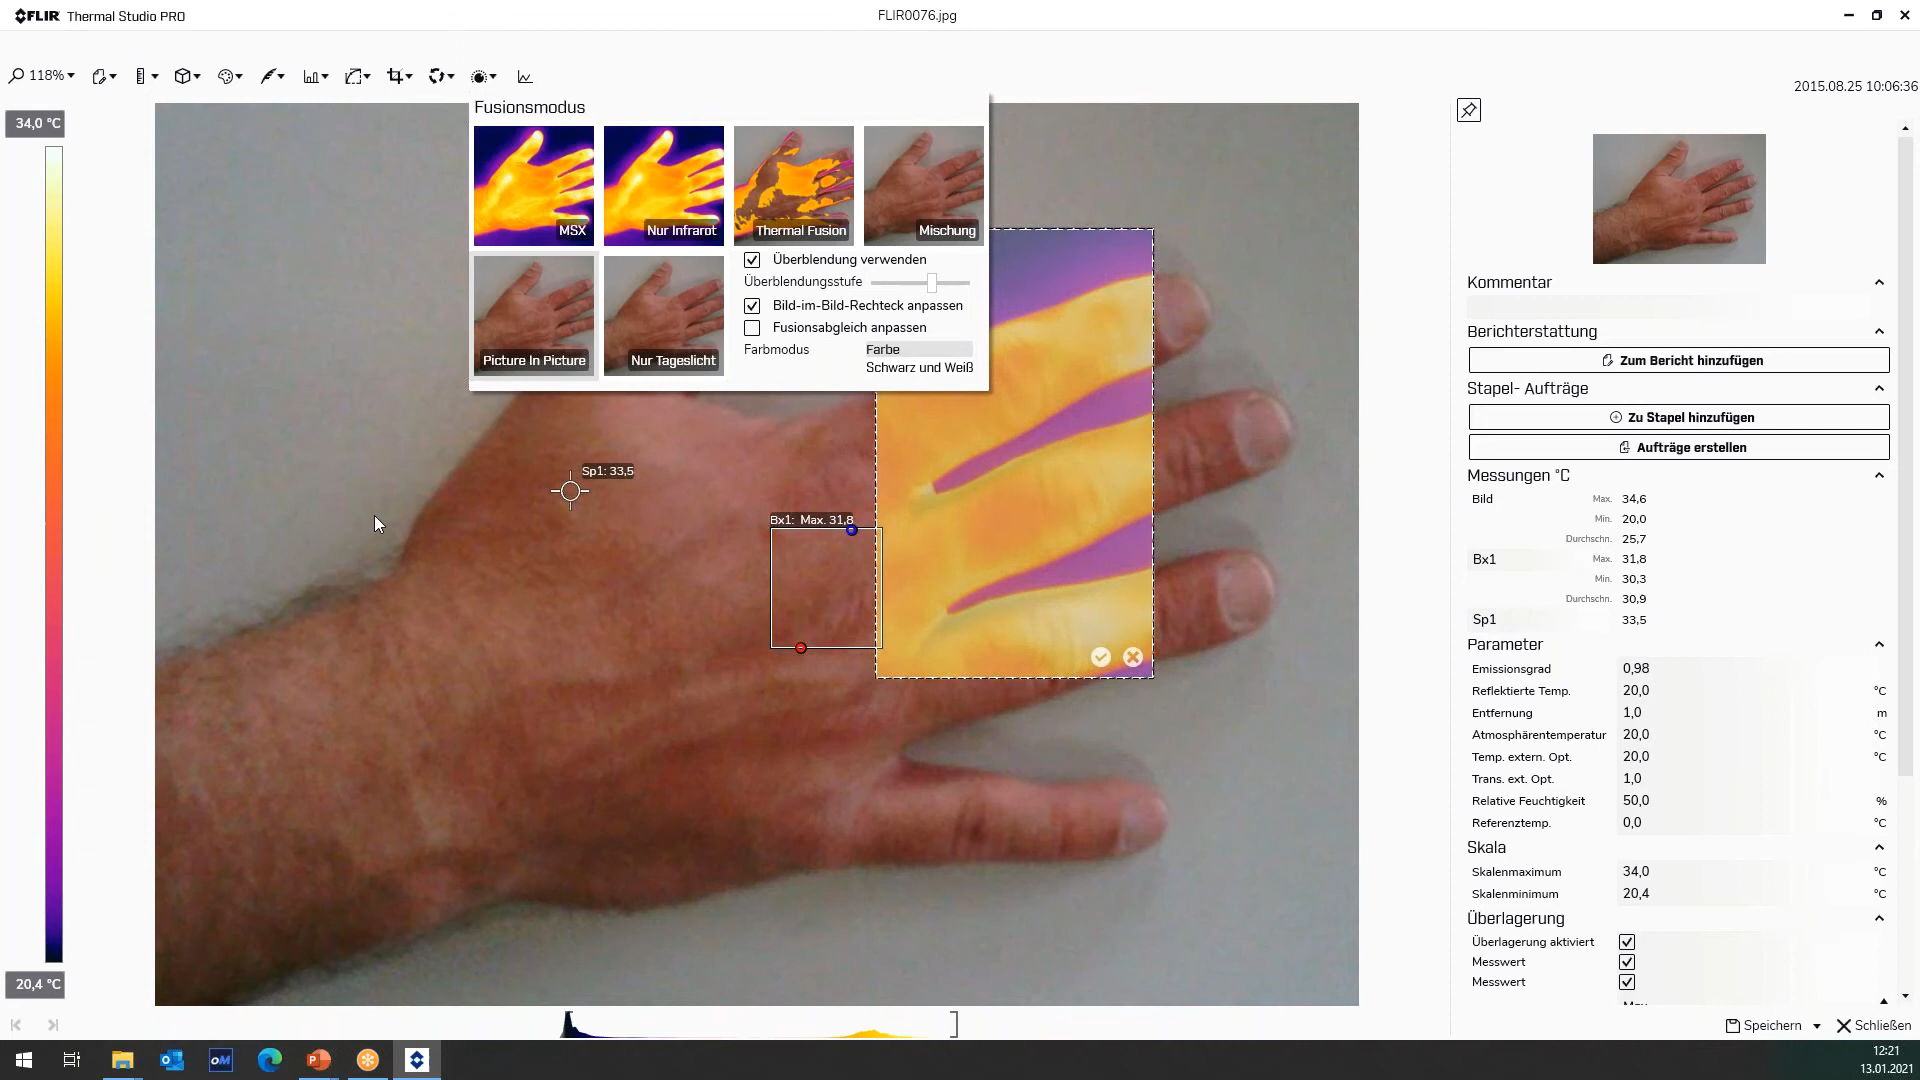 FLIR Thermal Studio PRO
FLIR0076.jpg
118%
2015.08.25 10:06:36
34,0 °C
20,4 °C
Fusionsmodus
MSX
Nur Infrarot
Thermal Fusion
Mischung
Picture In Picture
Nur Tageslicht
Überblendung verwenden
Überblendungsstufe
Bild-im-Bild-Rechteck anpassen
Fusionsabgleich anpassen
Farbmodus
Farbe
Schwarz und Weiß
Sp1: 33,5
Bx1: Max. 31,8
Kommentar
Berichterstattung
Zum Bericht hinzufügen
Stapel- Aufträge
Zu Stapel hinzufügen
Aufträge erstellen
Messungen °C
Bild Max. 34,6
Min. 20,0
Durchschn. 25,7
Bx1 Max. 31,8
Min. 30,3
Durchschn. 30,9
Sp1 33,5
Parameter
Emissionsgrad 0,98
Reflektierte Temp. 20,0 °C
Entfernung 1,0 m
Atmosphärentemperatur 20,0 °C
Temp. extern. Opt. 20,0 °C
Trans. ext. Opt. 1,0
Relative Feuchtigkeit 50,0 %
Referenztemp. 0,0 °C
Skala
Skalenmaximum 34,0 °C
Skalenminimum 20,4 °C
Überlagerung
Überlagerung aktiviert
Messwert
Messwert
Speichern
Schließen
12:21
13.01.2021